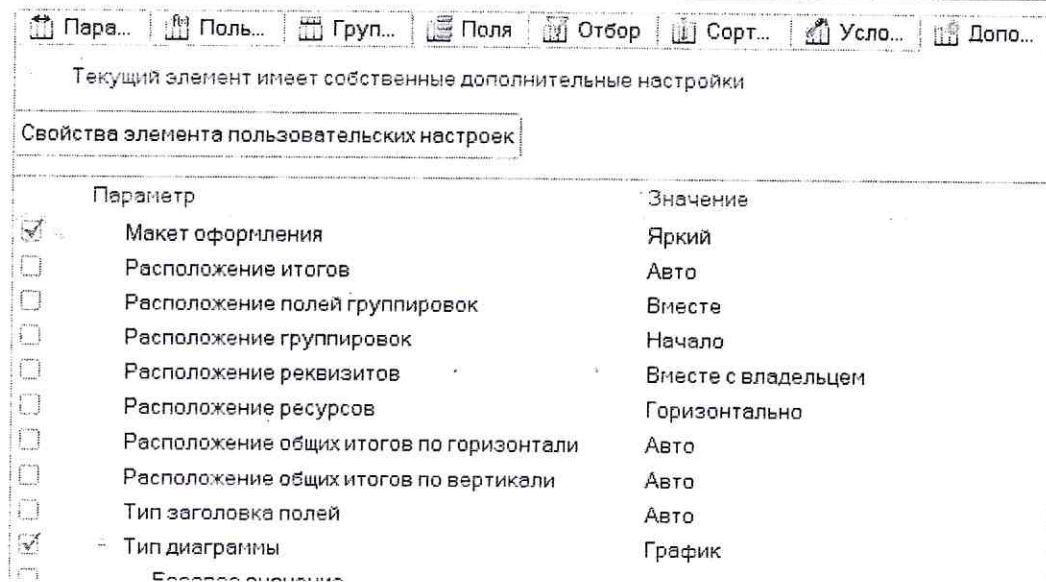 Пара... Поль... Груп... Поля Отбор Сорт... Усло... Допо...
Текущий элемент имеет собственные дополнительные настройки
Свойства элемента пользовательских настроек
Параметр Значение
Макет оформления Яркий
Расположение итогов Авто
Расположение полей группировок Вместе
Расположение группировок Начало
Расположение реквизитов Вместе с владельцем
Расположение ресурсов Горизонтально
Расположение общих итогов по горизонтали Авто
Расположение общих итогов по вертикали Авто
Тип заголовка полей Авто
Тип диаграммы График